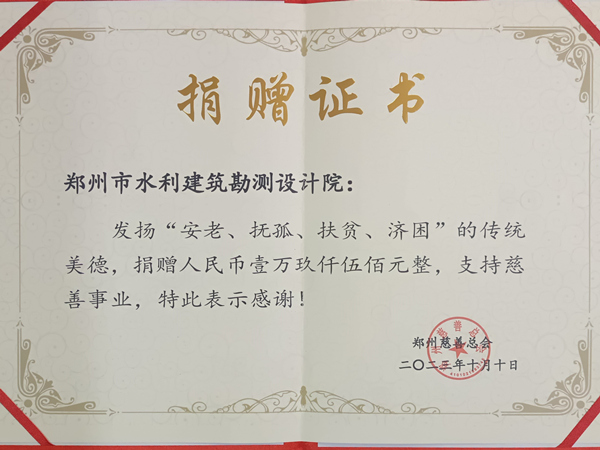 捐赠证书
郑州市水利建筑勘测设计院：
发扬“安老、抚孤、扶贫、济困”的传统
美德，捐赠人民币壹万玖仟伍佰元整，支持慈
善事业，特此表示感谢！
郑州慈善总会
二〇二三年十月十日